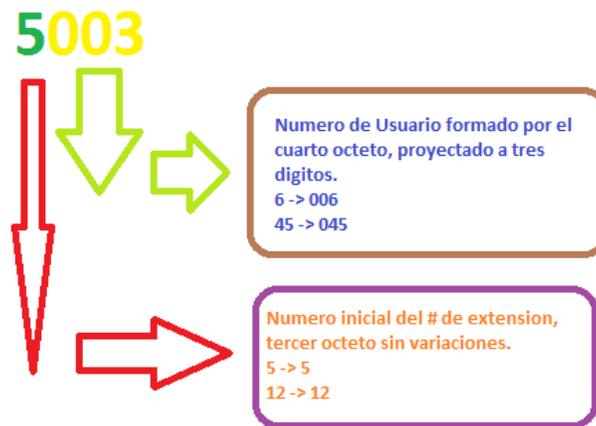 5003
Numero de Usuario formado por el
cuarto octeto, proyectado a tres
digitos.
6 -> 006
45 -> 045
Numero inicial del # de extension,
tercer octeto sin variaciones.
5 -> 5
12 -> 12